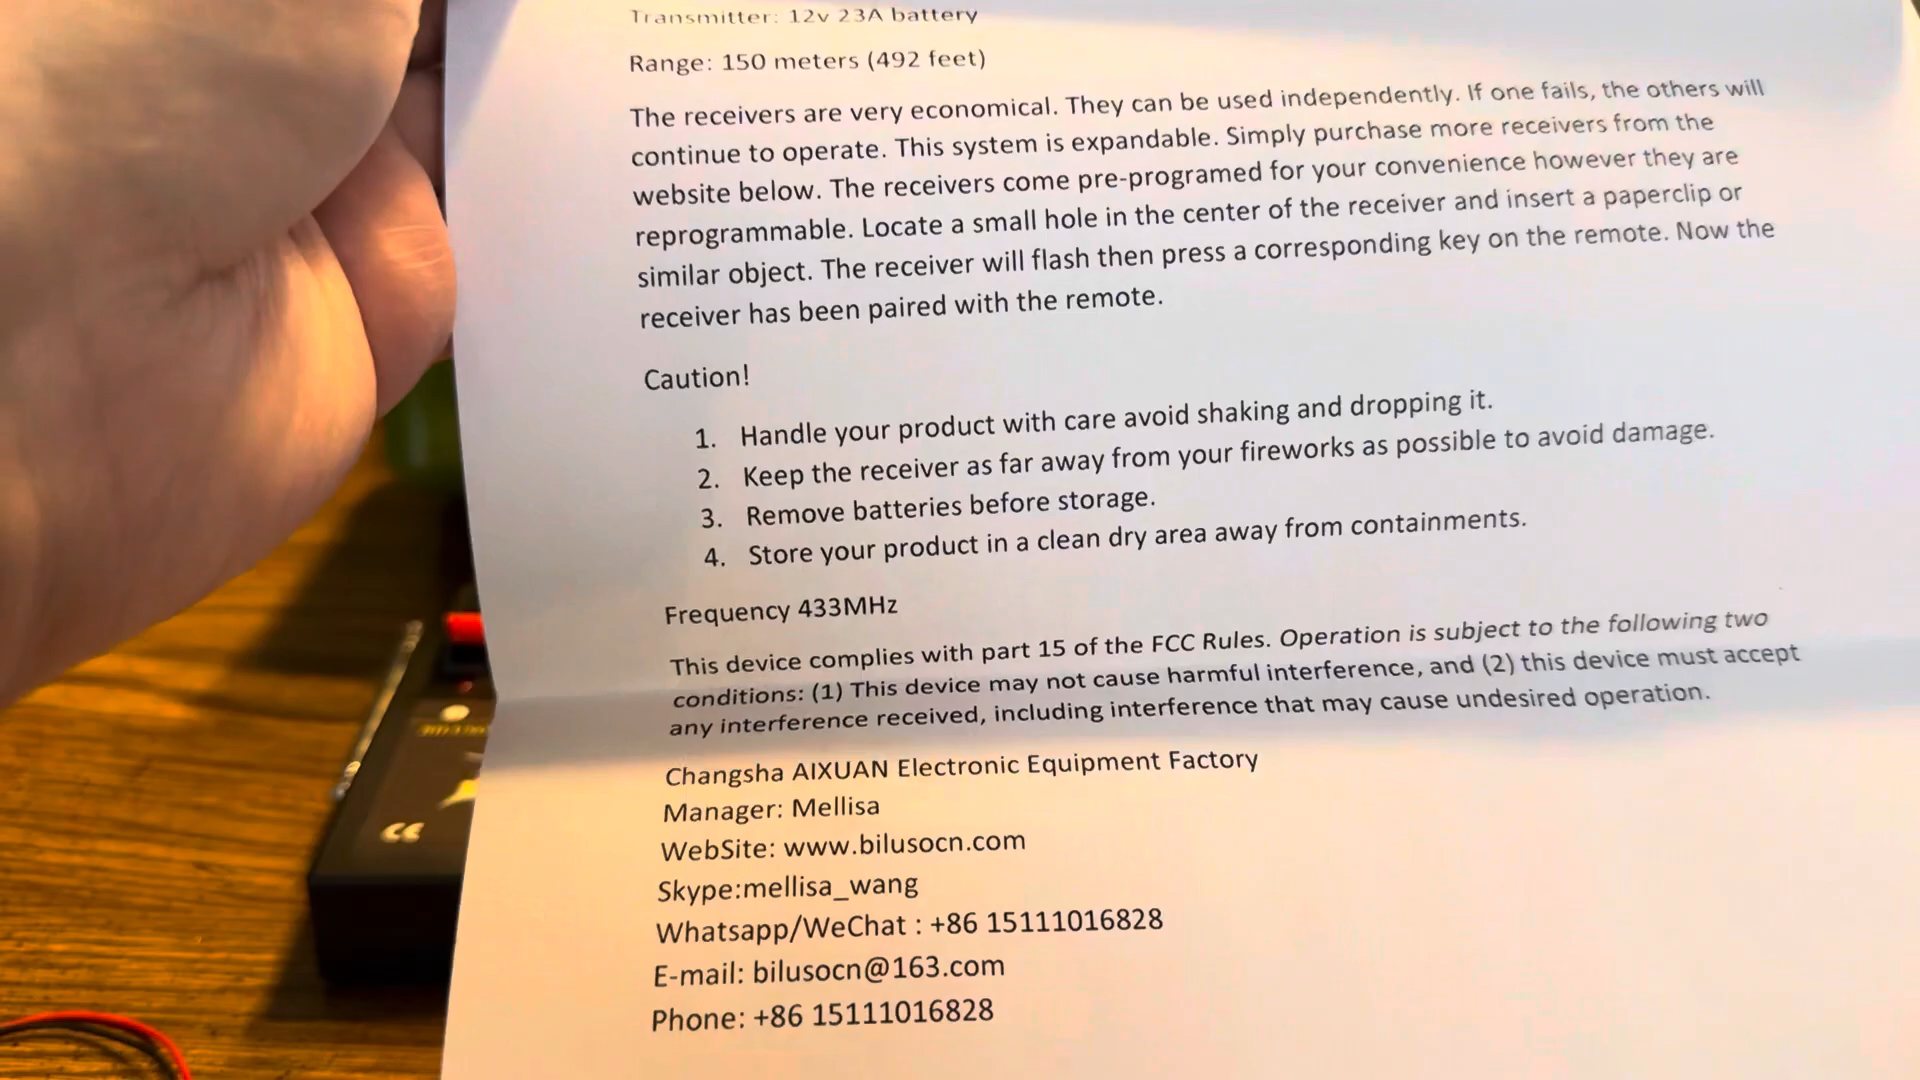 Transmitter: 12v 23A battery
Range: 150 meters (492 feet)
The receivers are very economical. They can be used independently. If one fails, the others will
continue to operate. This system is expandable. Simply purchase more receivers from the
website below. The receivers come pre-programed for your convenience however they are
reprogrammable. Locate a small hole in the center of the receiver and insert a paperclip or
similar object. The receiver will flash then press a corresponding key on the remote. Now the
receiver has been paired with the remote.
Caution!
1. Handle your product with care avoid shaking and dropping it.
2. Keep the receiver as far away from your fireworks as possible to avoid damage.
3. Remove batteries before storage.
4. Store your product in a clean dry area away from containments.
Frequency 433MHz
This device complies with part 15 of the FCC Rules. Operation is subject to the following two
conditions: (1) This device may not cause harmful interference, and (2) this device must accept
any interference received, including interference that may cause undesired operation.
Changsha AIXUAN Electronic Equipment Factory
Manager: Mellisa
WebSite: www.bilusocn.com
Skype:mellisa_wang
Whatsapp/WeChat : +86 15111016828
E-mail: bilusocn@163.com
Phone: +86 15111016828
CE